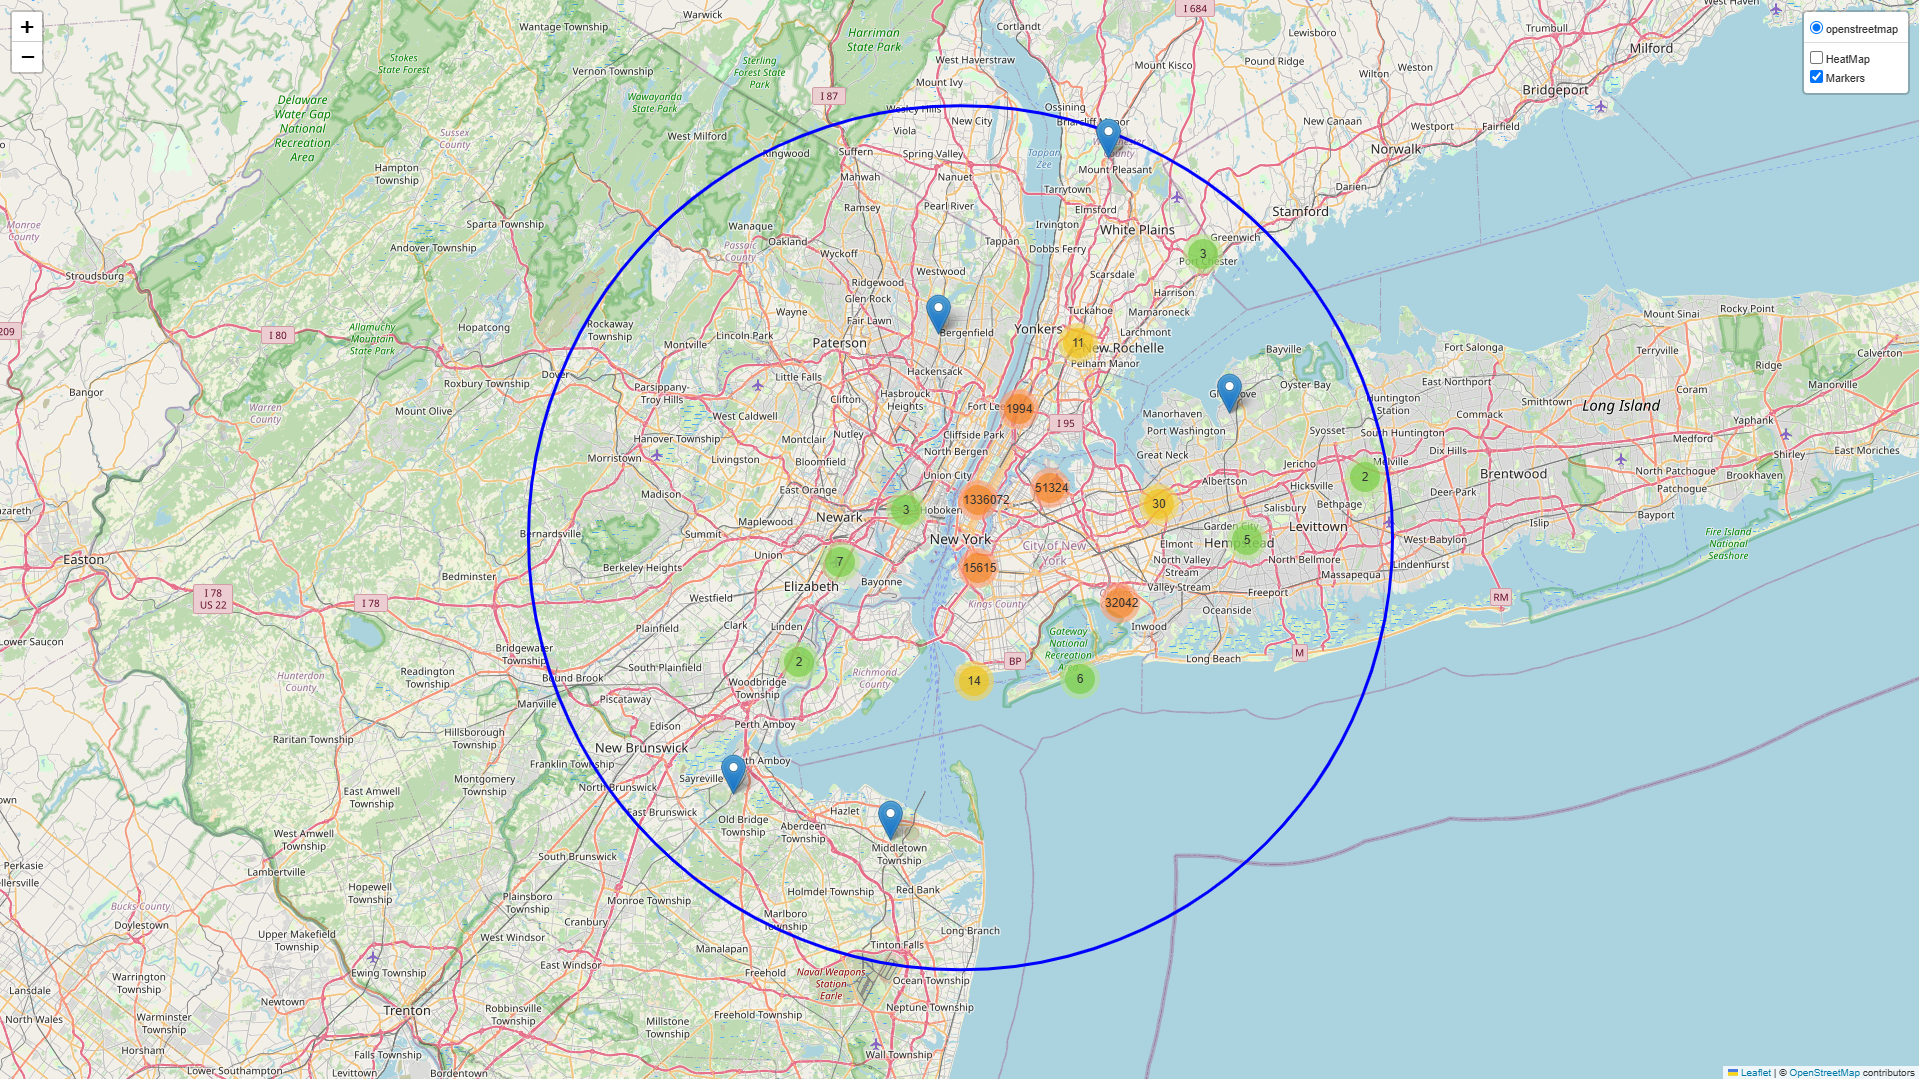 +
−
openstreetmap
HeatMap
Markers
Warwick
Wantage Township
Vernon Township
Stokes
State Forest
Delaware
Water Gap
National
Recreation
Area
Sussex
County
Hampton
Township
Monroe
County
Stroudsburg
Andover Township
Sparta Township
Wawayanda
State Park
West Milford
Sterling
Forest State
Park
Harriman
State Park
I 87
I 684
Cortlandt
West Haverstraw
Mount Ivy
Wesley Hills
New City
Viola
Ossining
Briarcliff Manor
Mount Kisco
Pound Ridge
Lewisboro
Wilton
Weston
Trumbull
Milford
West Haven
Bridgeport
Fairfield
Westport
New Canaan
Norwalk
Darien
Stamford
Greenwich
Port Chester
Ringwood
Suffern
Spring Valley
Nanuet
Mahwah
Tappan
Zee
Mount Pleasant
Tarrytown
Elmsford
White Plains
Irvington
Dobbs Ferry
Scarsdale
Harrison
Mamaroneck
Tuckahoe
Larchmont
New Rochelle
Pelham Manor
Yonkers
Pearl River
Tappan
Ramsey
Wanaque
Oakland
Passaic
County
Wyckoff
Westwood
Ridgewood
Glen Rock
Fair Lawn
Bergenfield
Wayne
Paterson
Hackensack
Lincoln Park
Montville
Rockaway
Township
Hopatcong
Allamuchy
Mountain
State Park
I 80
209
Bangor
Warren
County
Roxbury Township
Mount Olive
Dover
Parsippany-
Troy Hills
Little Falls
Clifton
Hasbrouck
Heights
Fort Lee
1994
11
3
I 95
West Caldwell
Hanover Township
Montclair
Nutley
Cliffside Park
North Bergen
Union City
Morristown
Livingston
Bloomfield
East Orange
Madison
Maplewood
Newark
3
Hoboken
1336072
51324
30
New York
City of New
York
15615
Kings County
32042
Inwood
Manorhaven
Port Washington
Great Neck
Albertson
Garden City
Hempstead
5
Elmont
North Valley
Stream
Valley Stream
Freeport
Oceanside
Long Beach
Bayville
Oyster Bay
Syosset
Jericho
Hicksville
Salisbury
Bethpage
Levittown
North Bellmore
Massapequa
2
Melville
Huntington
Station
South Huntington
East Northport
Fort Salonga
Commack
Smithtown
Dix Hills
Deer Park
Brentwood
West Babylon
Lindenhurst
Islip
Bayport
Long Island
Terryville
Mount Sinai
Rocky Point
Ridge
Calverton
Manorville
Coram
Yaphank
Medford
North Patchogue
Patchogue
Brookhaven
Shirley
East Moriches
Fire Island
National
Seashore
RM
M
BP
Gateway
National
Recreation
Area
6
14
Bernardsville
Summit
Union
7
Elizabeth
Bayonne
Berkeley Heights
Bedminster
Westfield
Clark
Linden
Plainfield
South Plainfield
2
Richmond
County
Woodbridge
Township
Bridgewater
Township
Bound Brook
Manville
Piscataway
Edison
Perth Amboy
New Brunswick
Sayreville
Franklin Township
North Brunswick
East Brunswick
Old Bridge
Township
Aberdeen
Township
Hazlet
Middletown
Township
Holmdel Township
Red Bank
Marlboro
Township
Long Branch
Tinton Falls
Manalapan
Freehold
Naval Weapons
Station
Earle
Ocean Township
Neptune Township
Freehold Township
Millstone
Township
Wall Township
Easton
I 78
US 22
I 78
Lower Saucon
Readington
Township
Hunterdon
County
Raritan Township
Hillsborough
Township
Montgomery
Township
East Amwell
Township
West Amwell
Township
Perkasie
Lambertville
Hopewell
Township
South Brunswick
Plainsboro
Township
Monroe Township
Cranbury
West Windsor
East Windsor
Bucks County
Doylestown
Upper Makefield
Township
Lansdale
Warrington
Township
Ewing Township
Newtown
Trenton
Robbinsville
Township
North Wales
Warminster
Township
Horsham
Falls Township
Lower Southampton
Levittown
Bordentown
Leaflet | © OpenStreetMap contributors